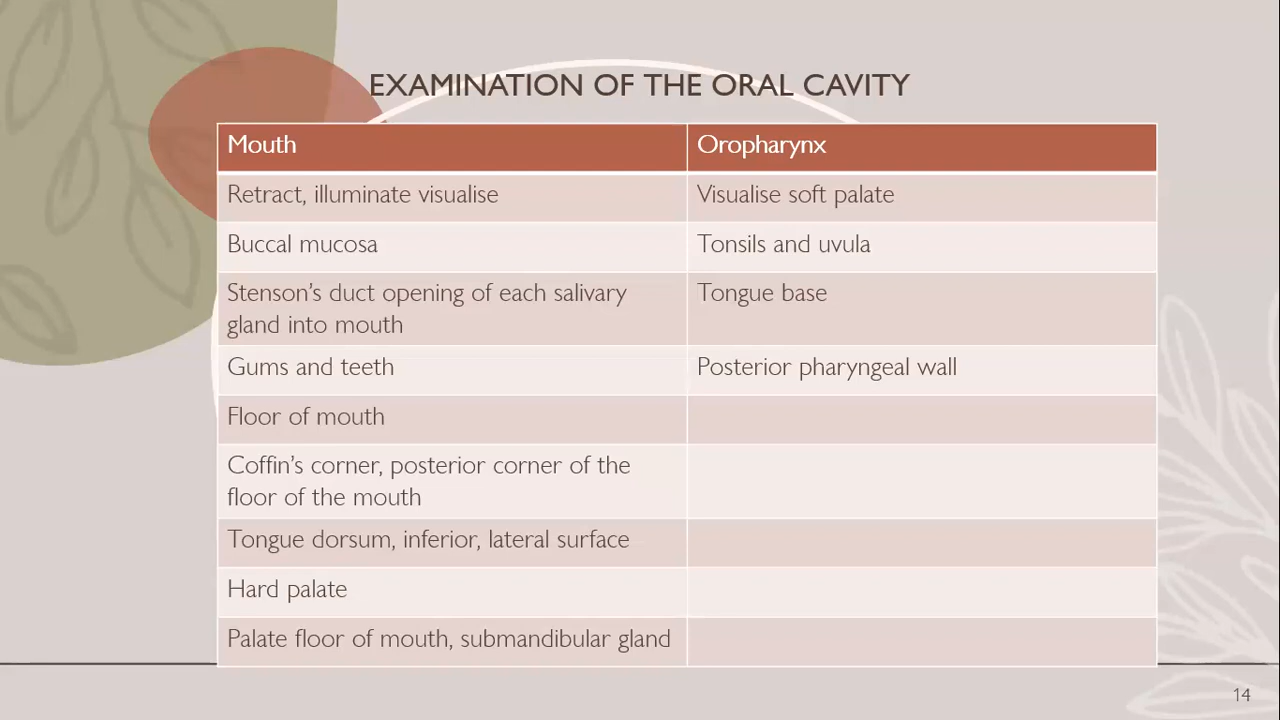 EXAMINATION OF THE ORAL CAVITY
Mouth
Oropharynx
Retract, illuminate visualise
Visualise soft palate
Buccal mucosa
Tonsils and uvula
Stenson’s duct opening of each salivary
gland into mouth
Tongue base
Gums and teeth
Posterior pharyngeal wall
Floor of mouth
Coffin’s corner, posterior corner of the
floor of the mouth
Tongue dorsum, inferior, lateral surface
Hard palate
Palate floor of mouth, submandibular gland
14